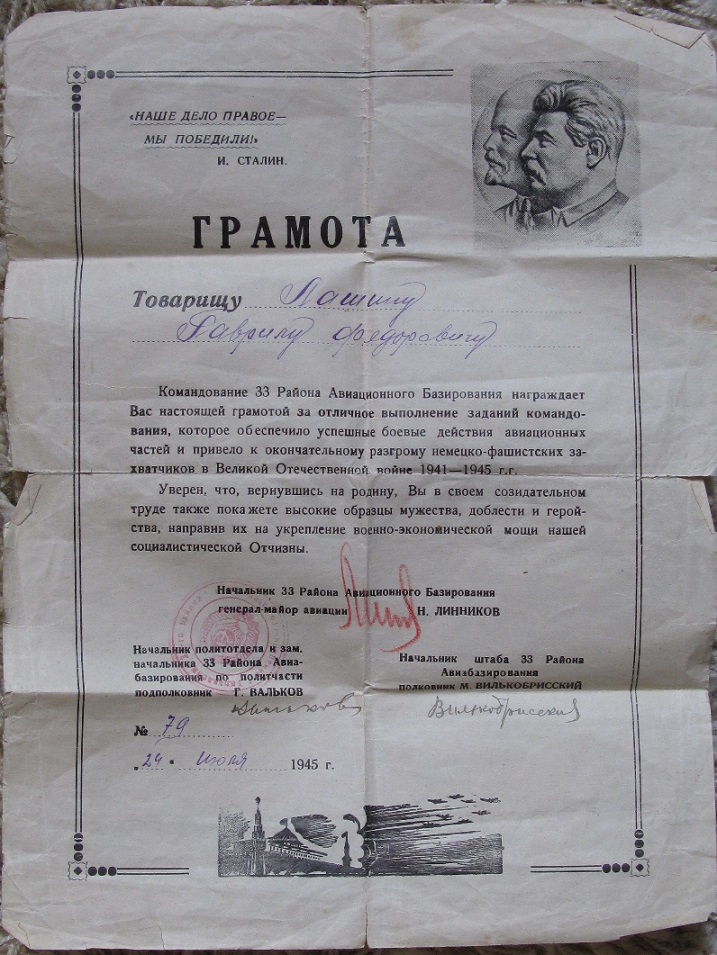 «НАШЕ ДЕЛО ПРАВОЕ—
МЫ ПОБЕДИЛИ!»
И. СТАЛИН.
ГРАМОТА
Товарищу Пашину
Гаврилу Федоровичу
Командование 33 Района Авиационного Базирования награждает
Вас настоящей грамотой за отличное выполнение заданий командо-
вания, которое обеспечило успешные боевые действия авиационных
частей и привело к окончательному разгрому немецко-фашистских за-
хватчиков в Великой Отечественной войне 1941—1945 г.г.
Уверен, что, вернувшись на родину, Вы в своем созидательном
труде также покажете высокие образцы мужества, доблести и герой-
ства, направив их на укрепление военно-экономической мощи нашей
социалистической Отчизны.
Начальник 33 Района Авиационного Базирования
генерал-майор авиации Н. ЛИННИКОВ
Начальник политотдела и зам.
начальника 33 Района Авиа-
базирования по политчасти
подполковник Г. ВАЛЬКОВ
Начальник штаба 33 Района
Авиабазирования
полковник М. ВИЛЬКОБРИССКИЙ
Вальков
Вилькобрисский
№ 79
„24" июля 1945 г.